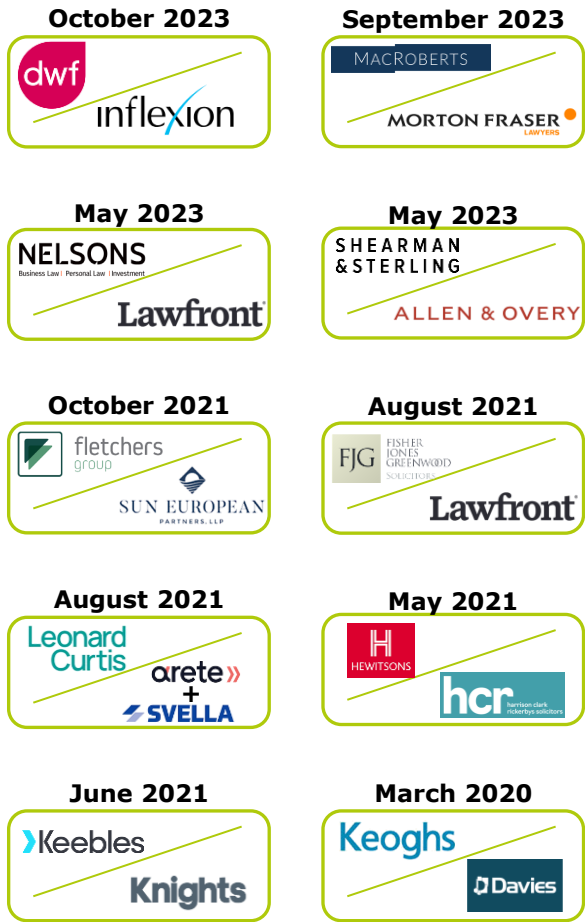 October 2023
dwf
inflexion
September 2023
MACROBERTS
MORTON FRASER
LAWYERS
May 2023
NELSONS
Business Law | Personal Law | Investment
Lawfront
May 2023
SHEARMAN
&STERLING
ALLEN & OVERY
October 2021
fletchers
group
SUN EUROPEAN
PARTNERS, LLP
August 2021
FJG
FISHER
JONES
GREENWOOD
SOLICITORS
Lawfront
August 2021
Leonard
Curtis
arete
+
SVELLA
May 2021
H
HEWITSONS
hcr
harrison clark
rickerbys solicitors
June 2021
Keebles
Knights
March 2020
Keoghs
Davies